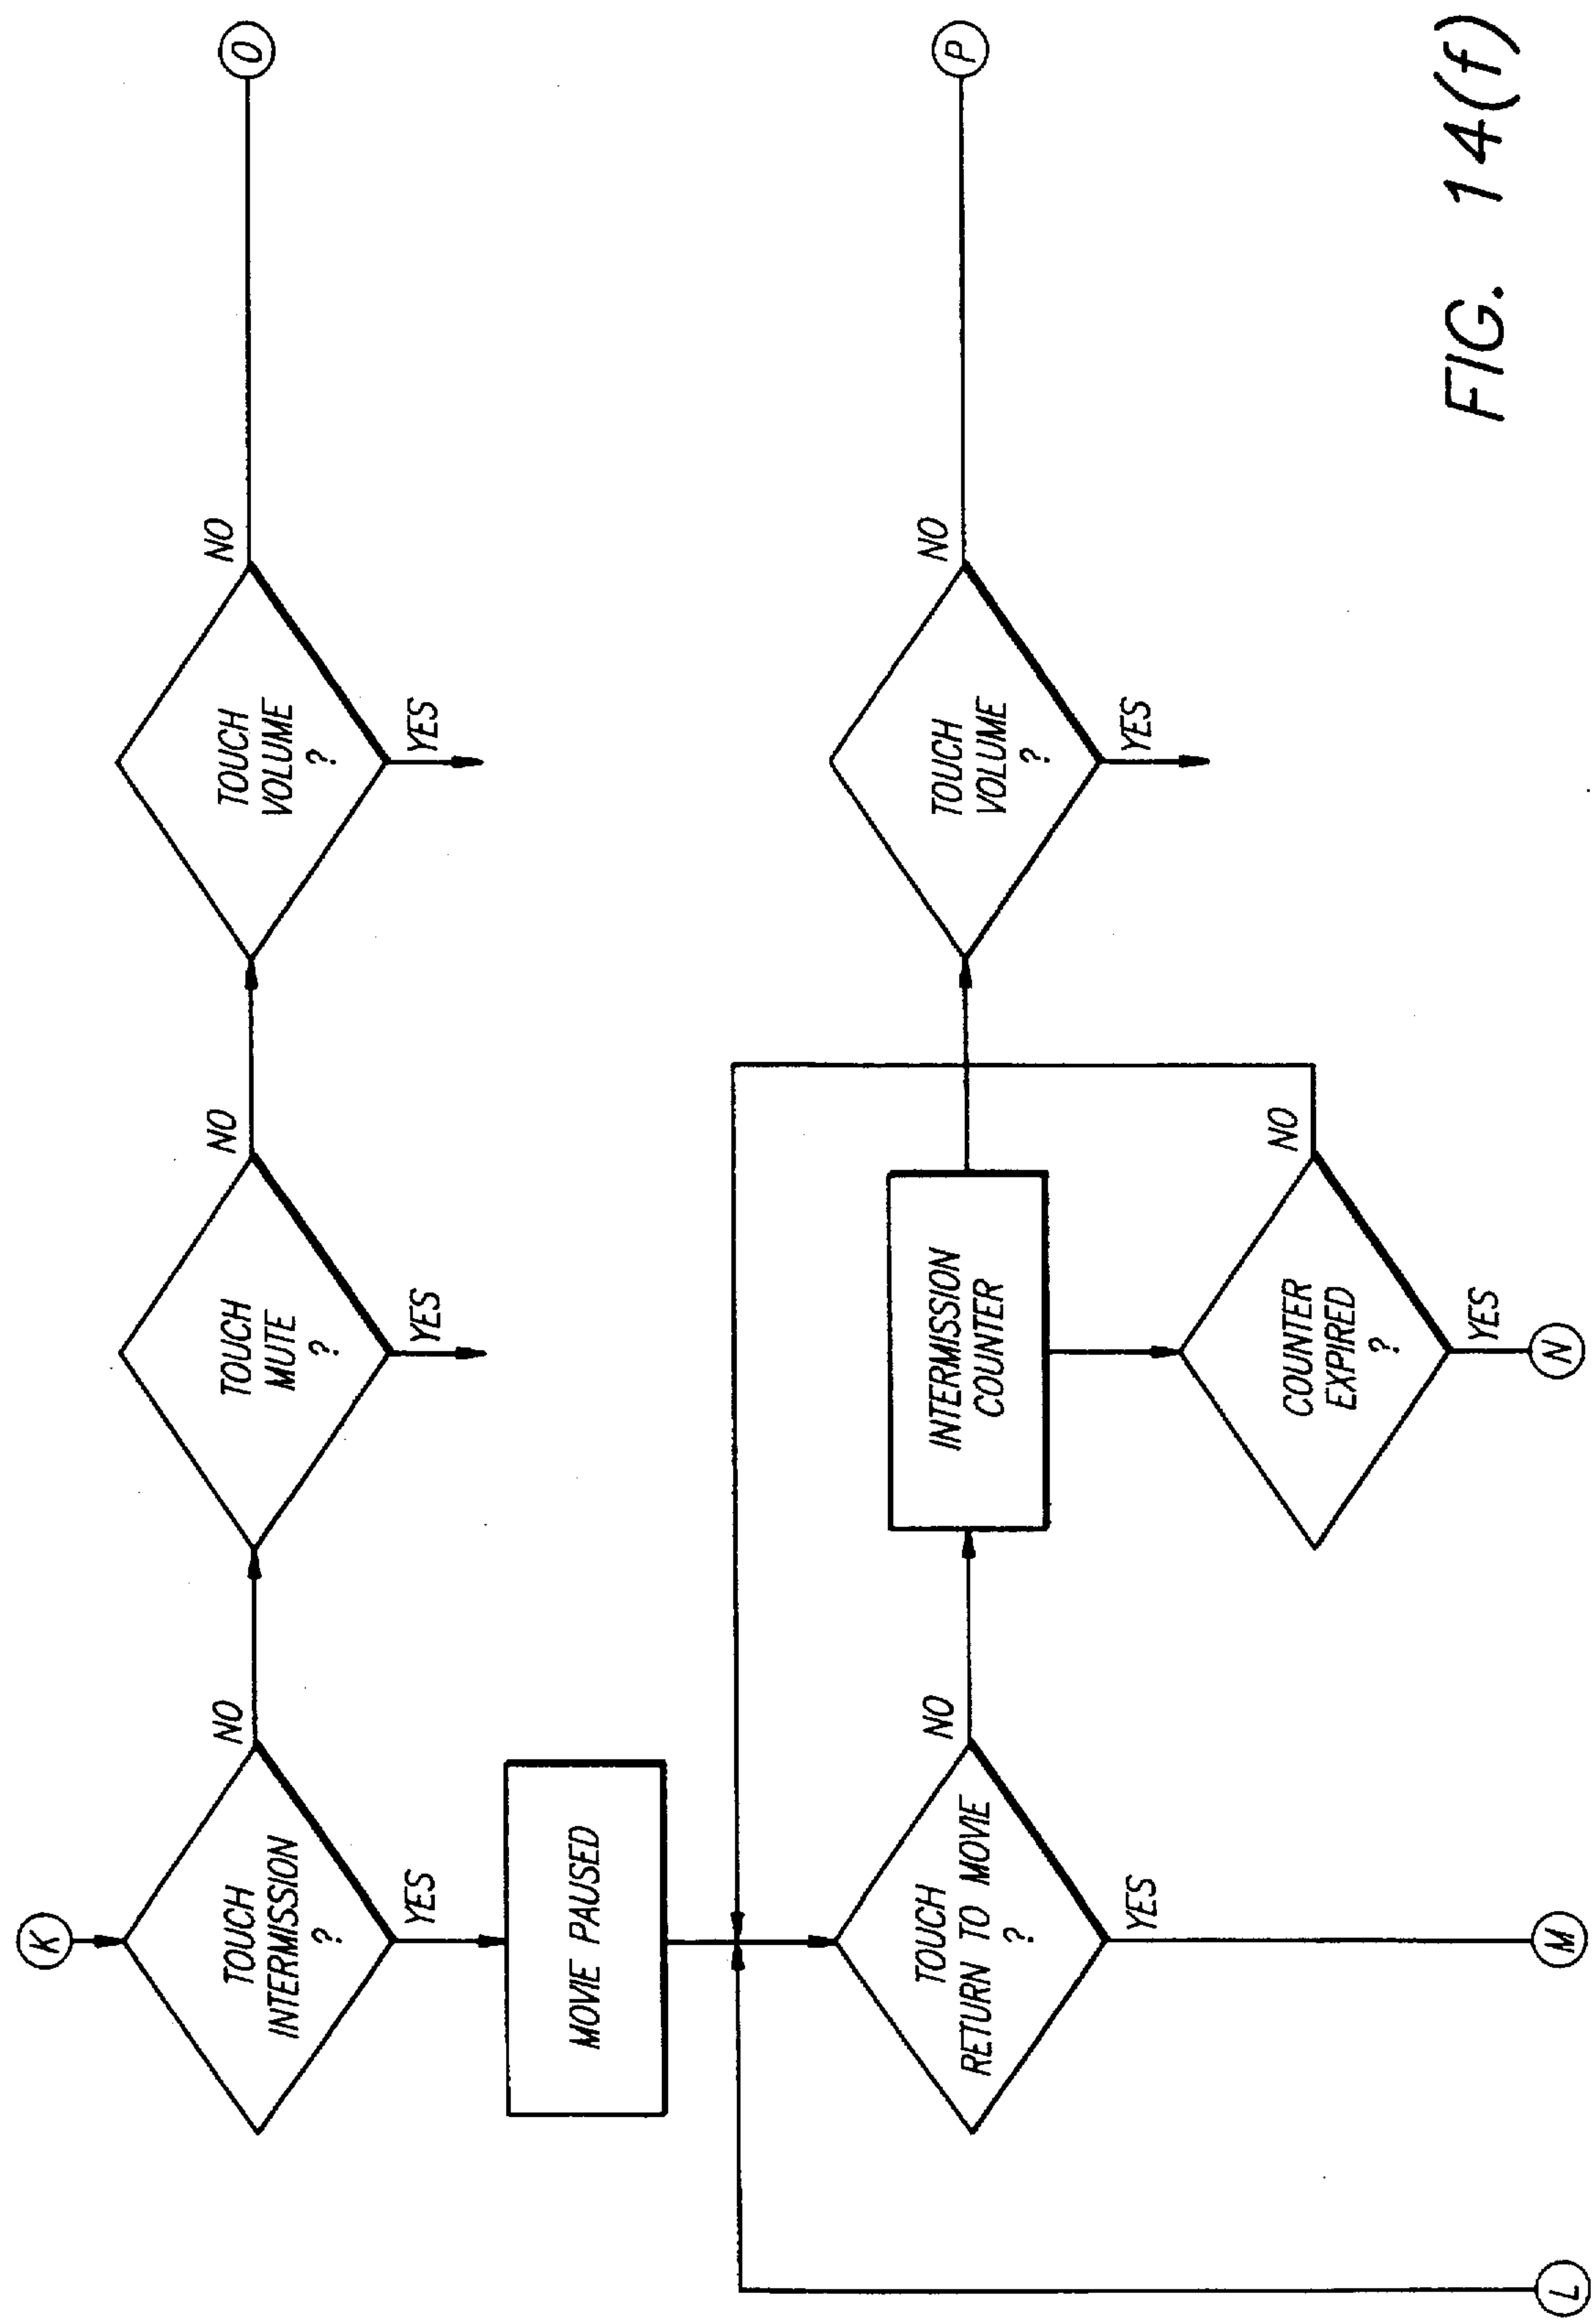 K
TOUCH
INTERMISSION
?
NO
YES
TOUCH
MUTE
?
NO
YES
TOUCH
VOLUME
?
NO
YES
O
MOVIE PAUSED
TOUCH
RETURN TO MOVIE
?
NO
YES
INTERMISSION
COUNTER
TOUCH
VOLUME
?
NO
YES
P
COUNTER
EXPIRED
?
NO
YES
L
M
N
FIG. 14(f)